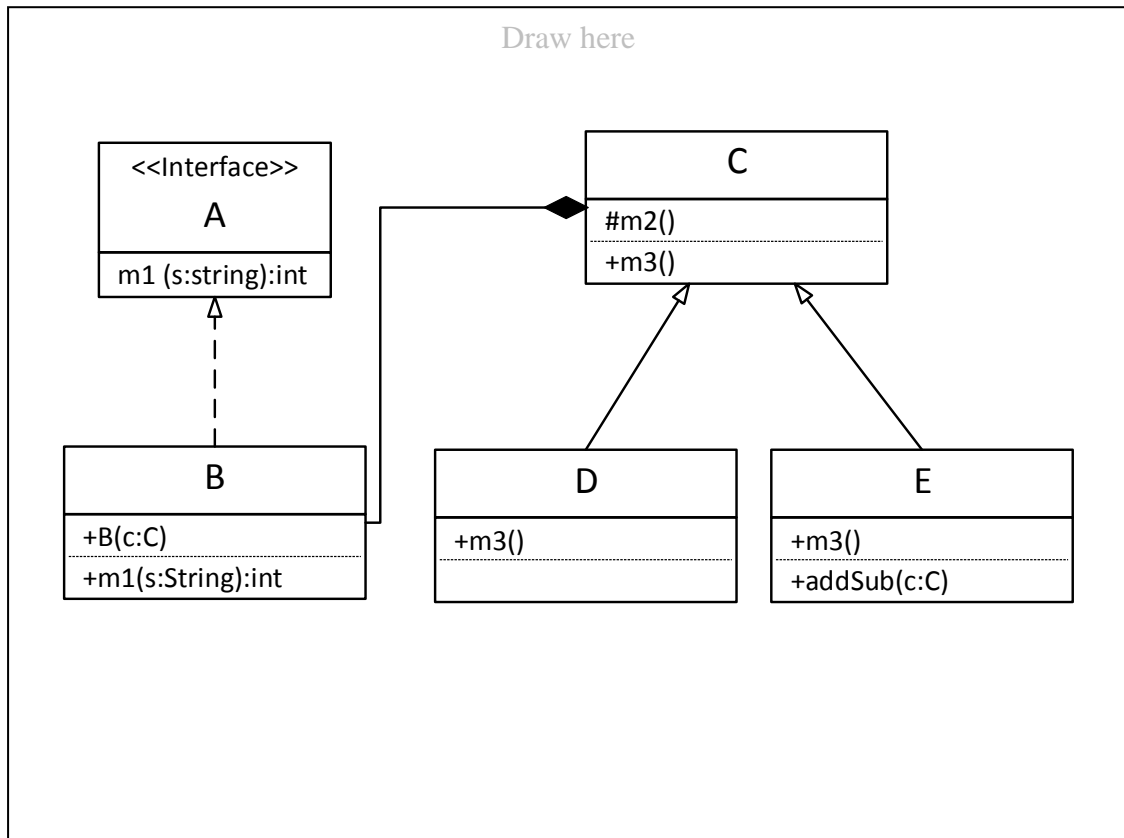 Draw here
<<Interface>>
A
m1 (s:string):int
C
#m2()
+m3()
B
+B(c:C)
+m1(s:String):int
D
+m3()
E
+m3()
+addSub(c:C)